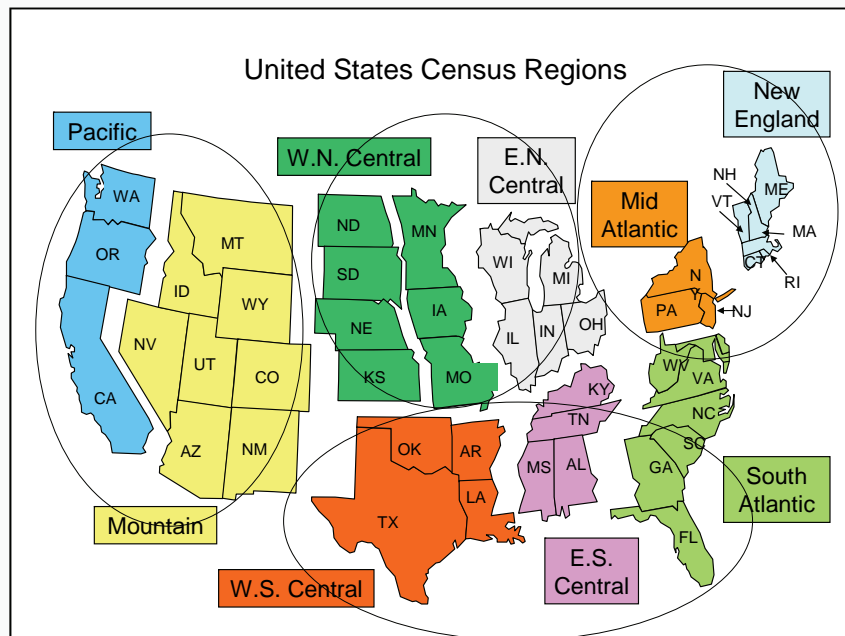 United States Census Regions
New
England
Pacific
W.N. Central
E.N.
Central
Mid
Atlantic
NH
ME
VT
MA
CT
RI
WA
OR
CA
MT
ID
WY
NV
UT
CO
AZ
NM
ND
MN
SD
IA
NE
KS
MO
WI
MI
IL
IN
OH
N
Y
PA
NJ
WV
VA
NC
SC
GA
FL
KY
TN
MS
AL
OK
AR
TX
LA
Mountain
W.S. Central
E.S.
Central
South
Atlantic